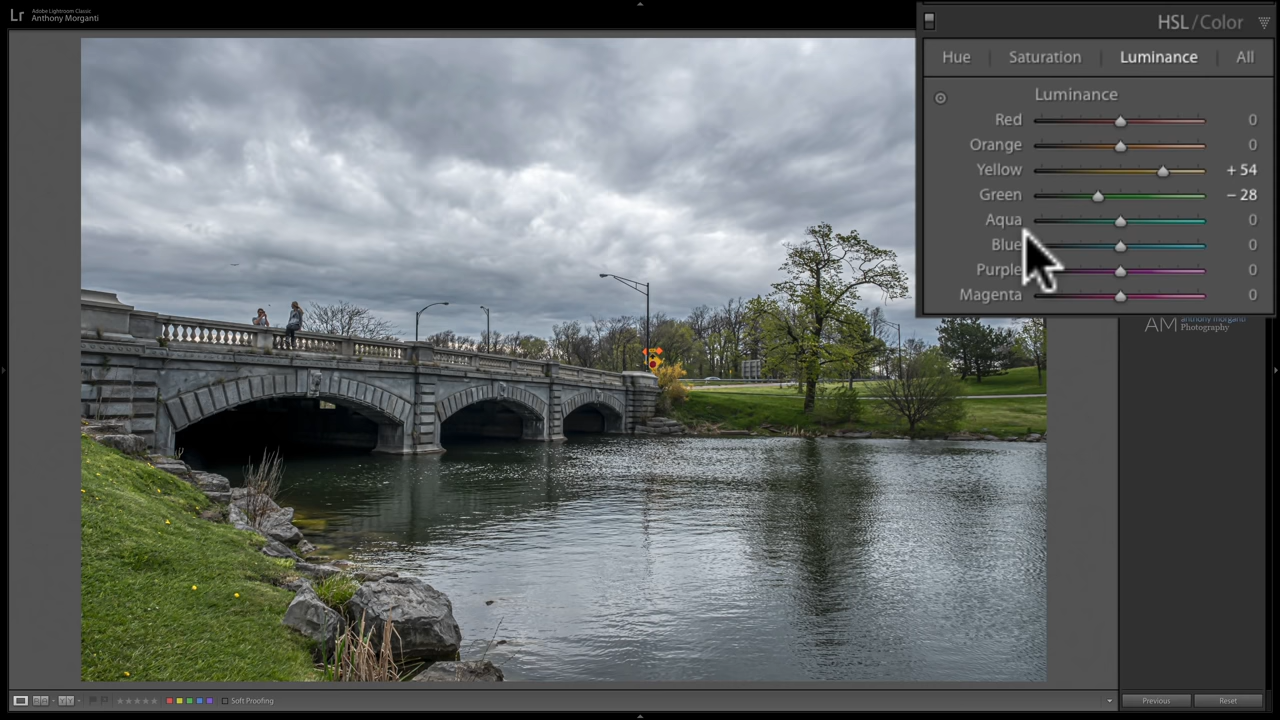 Lr
Adobe Lightroom Classic
Anthony Morganti
HSL / Color
Hue | Saturation | Luminance | All
Luminance
Red 0
Orange 0
Yellow + 54
Green − 28
Aqua 0
Blue 0
Purple 0
Magenta 0
AM anthony morganti
Photography
Soft Proofing
Previous
Reset